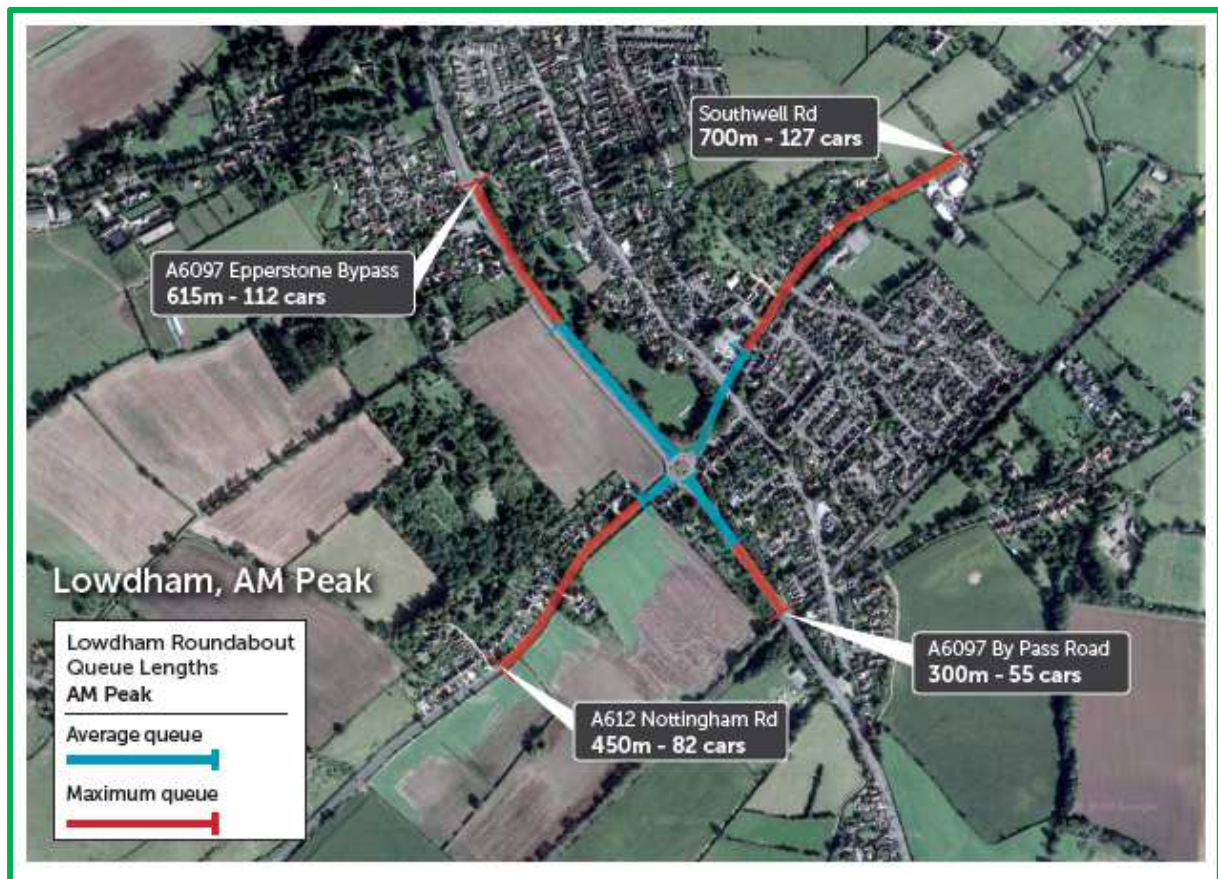 Southwell Rd
700m - 127 cars
A6097 Epperstone Bypass
615m - 112 cars
Lowdham, AM Peak
Lowdham Roundabout
Queue Lengths
AM Peak
Average queue
Maximum queue
A6097 By Pass Road
300m - 55 cars
A612 Nottingham Rd
450m - 82 cars